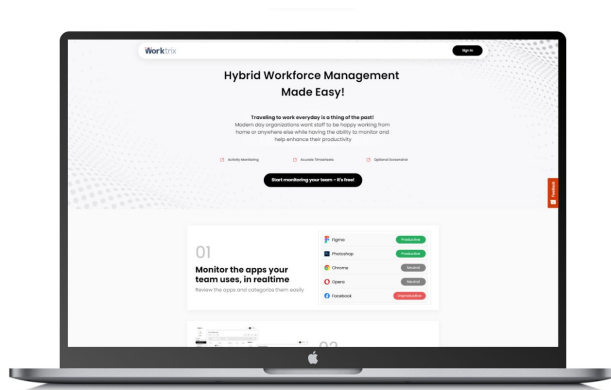 Worktrix
Sign In
Hybrid Workforce Management
Made Easy!
Traveling to work everyday is a thing of the past!
Modern day organizations want staff to be happy working from
home or anywhere else while having the ability to monitor and
help enhance their productivity
Activity Monitoring
Accurate Timesheets
Optional Screenshot
Start monitoring your team - It's free!
Feedback
01
Monitor the apps your
team uses, in realtime
Review the apps and categorize them easily
Figma
Productive
Photoshop
Productive
Chrome
Neutral
Opera
Neutral
Facebook
Unproductive
02